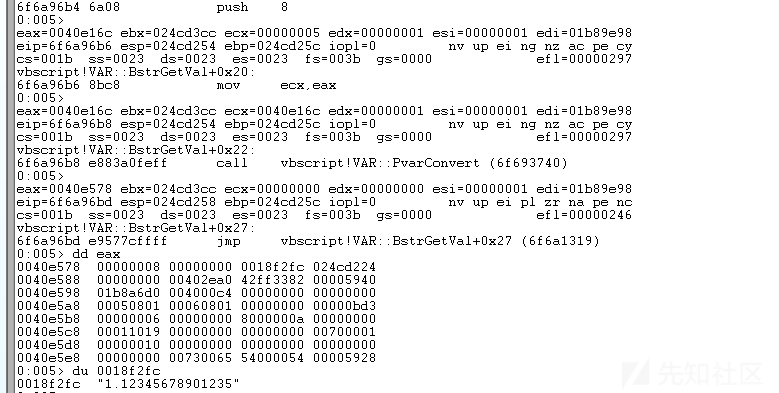 6f6a96b4 6a08            push    8
0:005>
eax=0040e16c ebx=024cd3cc ecx=00000005 edx=00000001 esi=00000001 edi=01b89e98
eip=6f6a96b6 esp=024cd254 ebp=024cd25c iopl=0         nv up ei ng nz ac pe cy
cs=001b  ss=0023  ds=0023  es=0023  fs=003b  gs=0000             efl=00000297
vbscript!VAR::BstrGetVal+0x20:
6f6a96b6 8bc8            mov     ecx,eax
0:005>
eax=0040e16c ebx=024cd3cc ecx=0040e16c edx=00000001 esi=00000001 edi=01b89e98
eip=6f6a96b8 esp=024cd254 ebp=024cd25c iopl=0         nv up ei ng nz ac pe cy
cs=001b  ss=0023  ds=0023  es=0023  fs=003b  gs=0000             efl=00000297
vbscript!VAR::BstrGetVal+0x22:
6f6a96b8 e883a0feff      call    vbscript!VAR::PvarConvert (6f693740)
0:005>
eax=0040e578 ebx=024cd3cc ecx=00000000 edx=00000000 esi=00000001 edi=01b89e98
eip=6f6a96bd esp=024cd258 ebp=024cd25c iopl=0         nv up ei pl zr na pe nc
cs=001b  ss=0023  ds=0023  es=0023  fs=003b  gs=0000             efl=00000246
vbscript!VAR::BstrGetVal+0x27:
6f6a96bd e9577cffff      jmp     vbscript!VAR::BstrGetVal+0x27 (6f6a1319)
0:005> dd eax
0040e578  00000008 00000000 0018f2fc 024cd224
0040e588  00000000 00402ea0 42ff3382 00005940
0040e598  01b8a6d0 004000c4 00000000 00000000
0040e5a8  00050801 00060801 00000000 00000bd3
0040e5b8  00000006 00000000 8000000a 00000000
0040e5c8  00011019 00000000 00000000 00700001
0040e5d8  00000010 00000000 00000000 00000000
0040e5e8  00000000 00730065 54000054 00005928
0:005> du 0018f2fc
0018f2fc  "1.12345678901235"
先知社区